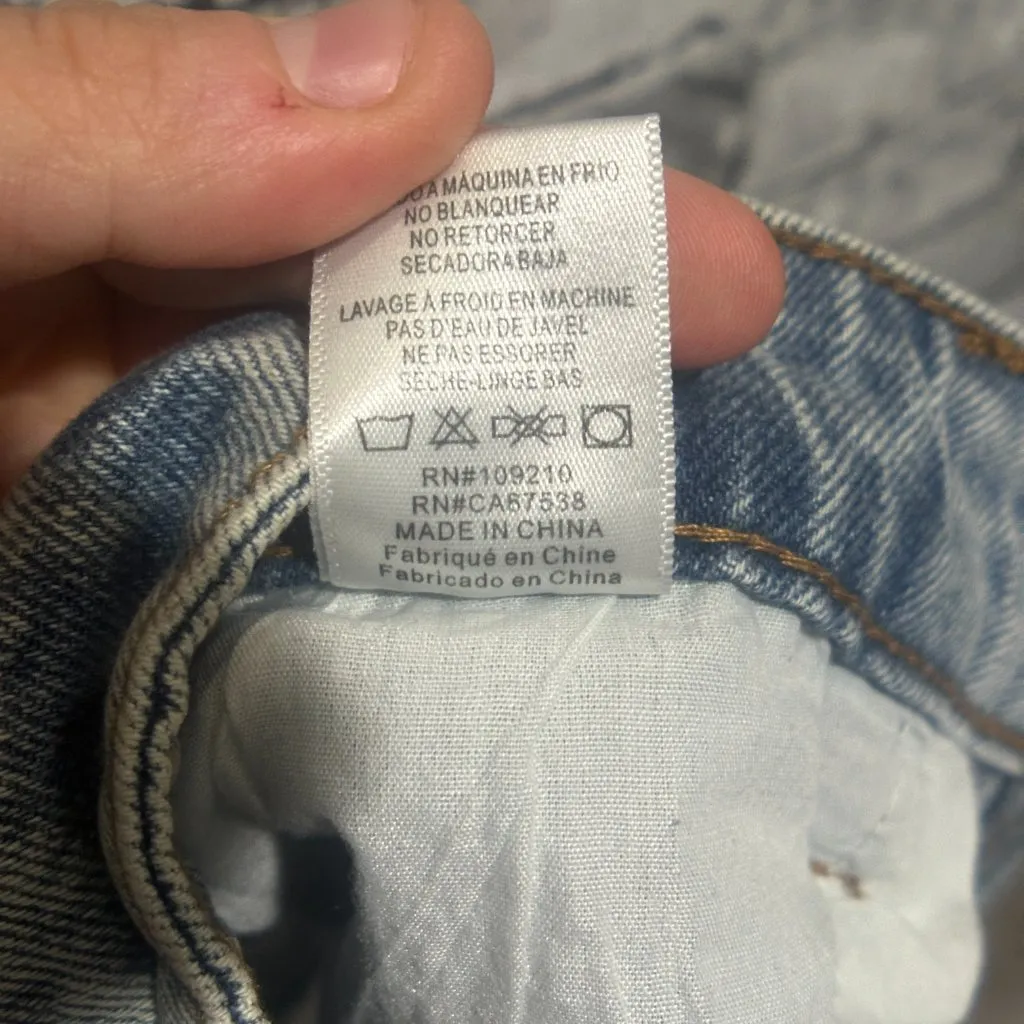 A MÁQUINA EN FRIO
NO BLANQUEAR
NO RETORCER
SECADORA BAJA
LAVAGE À FROID EN MACHINE
PAS D'EAU DE JAVEL
NE PAS ESSORER
SÈCHE-LINGE BAS
RN#109210
RN#CA67538
MADE IN CHINA
Fabriqué en Chine
Fabricado en China